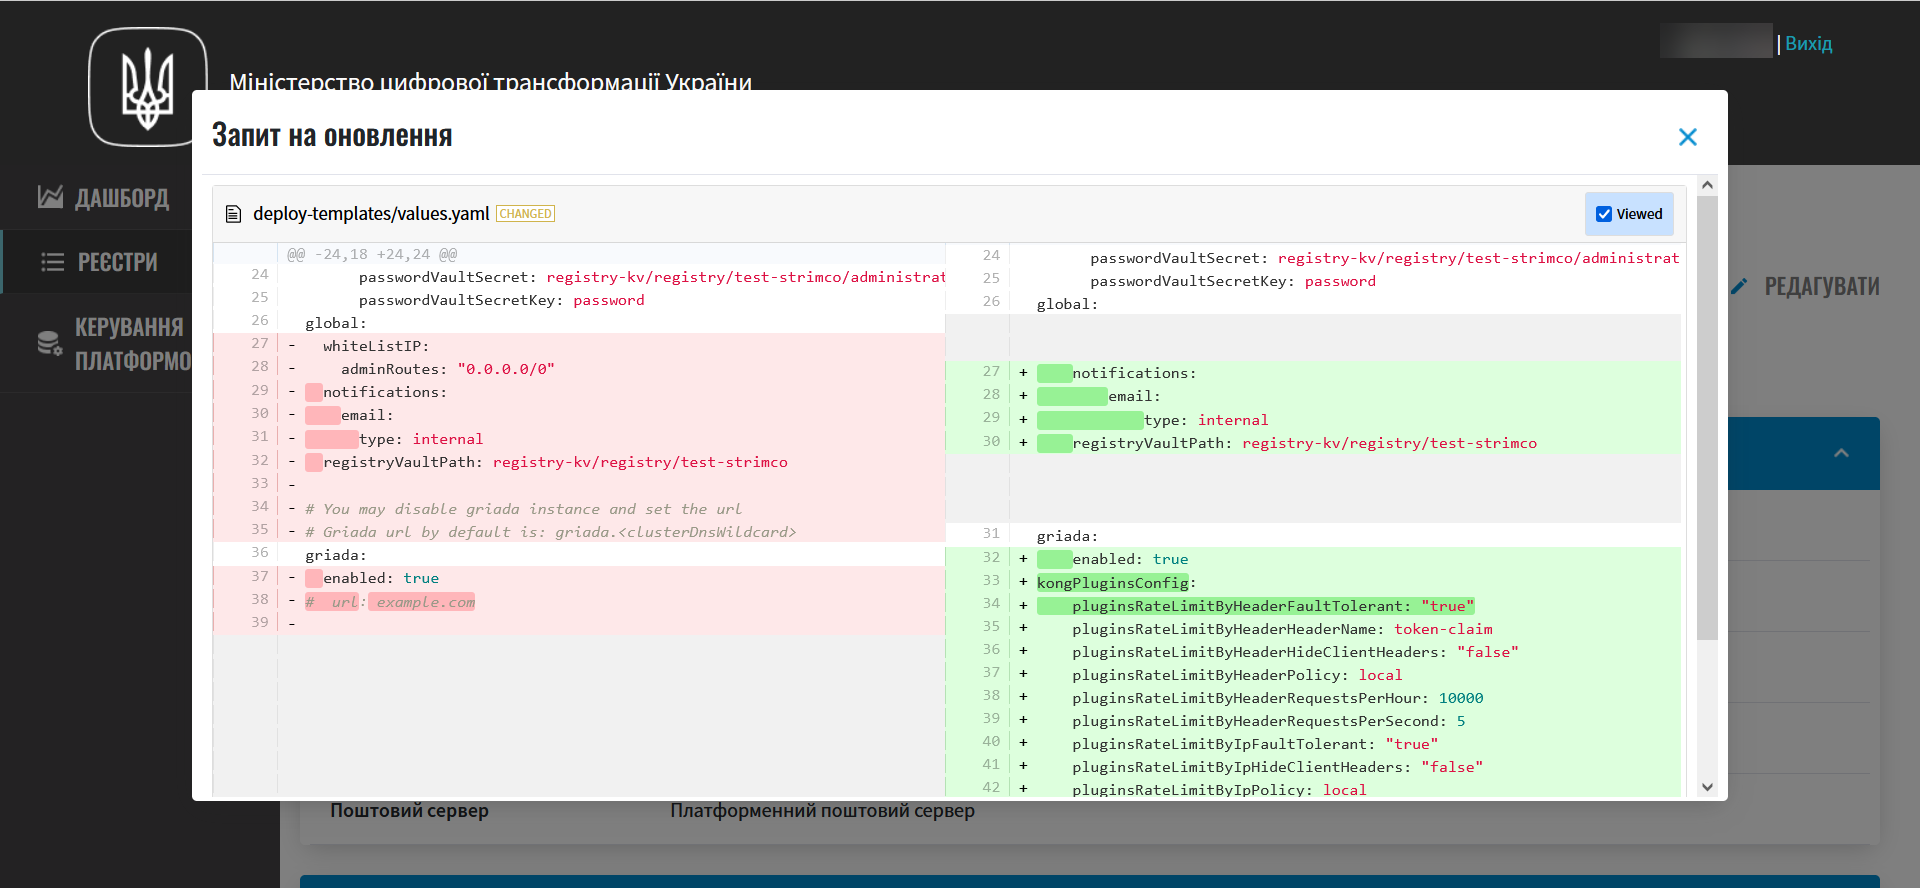 Вихід
Міністерство цифрової трансформації України
Запит на оновлення
ДАШБОРД
РЕЄСТРИ
КЕРУВАННЯ
ПЛАТФОРМО
РЕДАГУВАТИ
deploy-templates/values.yaml CHANGED
Viewed
@@ -24,18 +24,24 @@
24 passwordVaultSecret: registry-kv/registry/test-strimco/administrat
25 passwordVaultSecretKey: password
26 global:
27 - whiteListIP:
28 - adminRoutes: "0.0.0.0/0"
29 - notifications:
30 - email:
31 - type: internal
32 - registryVaultPath: registry-kv/registry/test-strimco
33 -
34 - # You may disable griada instance and set the url
35 - # Griada url by default is: griada.<clusterDnsWildcard>
36 griada:
37 - enabled: true
38 - # url: example.com
39 -
24 passwordVaultSecret: registry-kv/registry/test-strimco/administrat
25 passwordVaultSecretKey: password
26 global:
27 + notifications:
28 + email:
29 + type: internal
30 + registryVaultPath: registry-kv/registry/test-strimco
31 griada:
32 + enabled: true
33 + kongPluginsConfig:
34 + pluginsRateLimitByHeaderFaultTolerant: "true"
35 + pluginsRateLimitByHeaderHeaderName: token-claim
36 + pluginsRateLimitByHeaderHideClientHeaders: "false"
37 + pluginsRateLimitByHeaderPolicy: local
38 + pluginsRateLimitByHeaderRequestsPerHour: 10000
39 + pluginsRateLimitByHeaderRequestsPerSecond: 5
40 + pluginsRateLimitByIpFaultTolerant: "true"
41 + pluginsRateLimitByIpHideClientHeaders: "false"
42 + pluginsRateLimitByIpPolicy: local
Поштовий сервер
Платформенний поштовий сервер